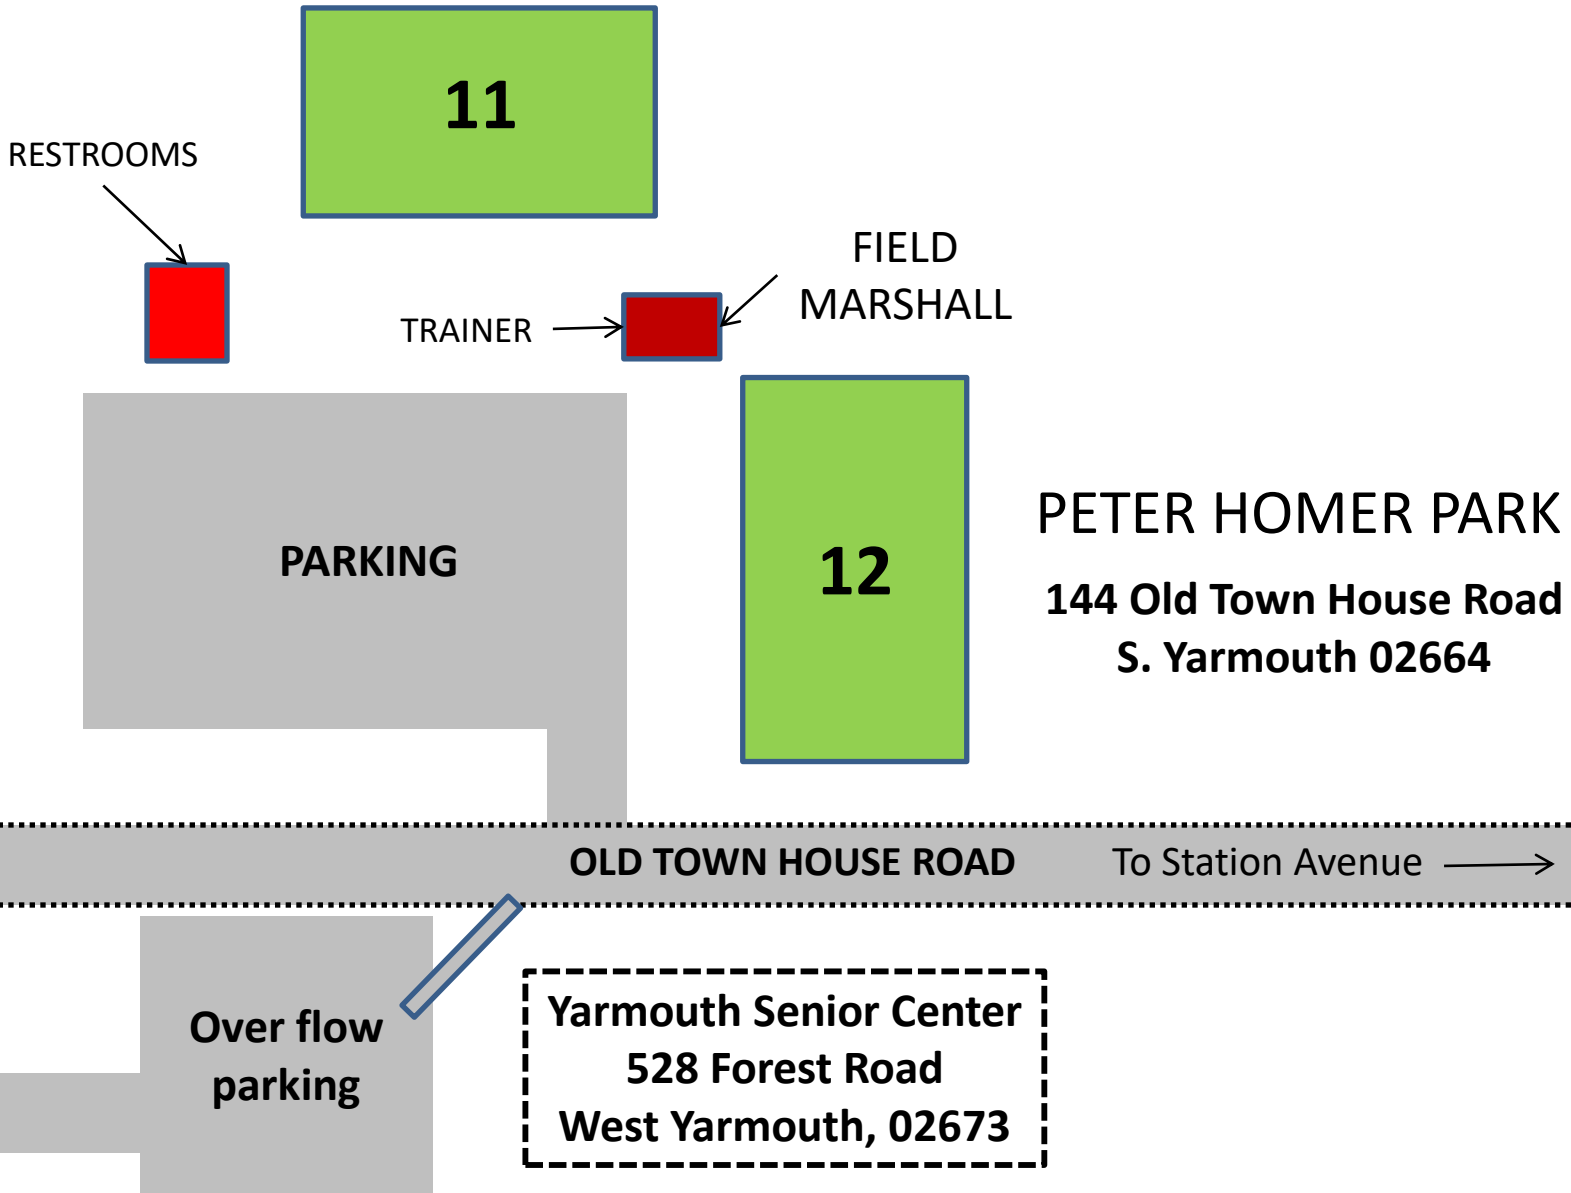 11
RESTROOMS
FIELD
MARSHALL
TRAINER
PETER HOMER PARK
PARKING
12
144 Old Town House Road
S. Yarmouth 02664
OLD TOWN HOUSE ROAD
To Station Avenue
Over flow
parking
Yarmouth Senior Center
528 Forest Road
West Yarmouth, 02673